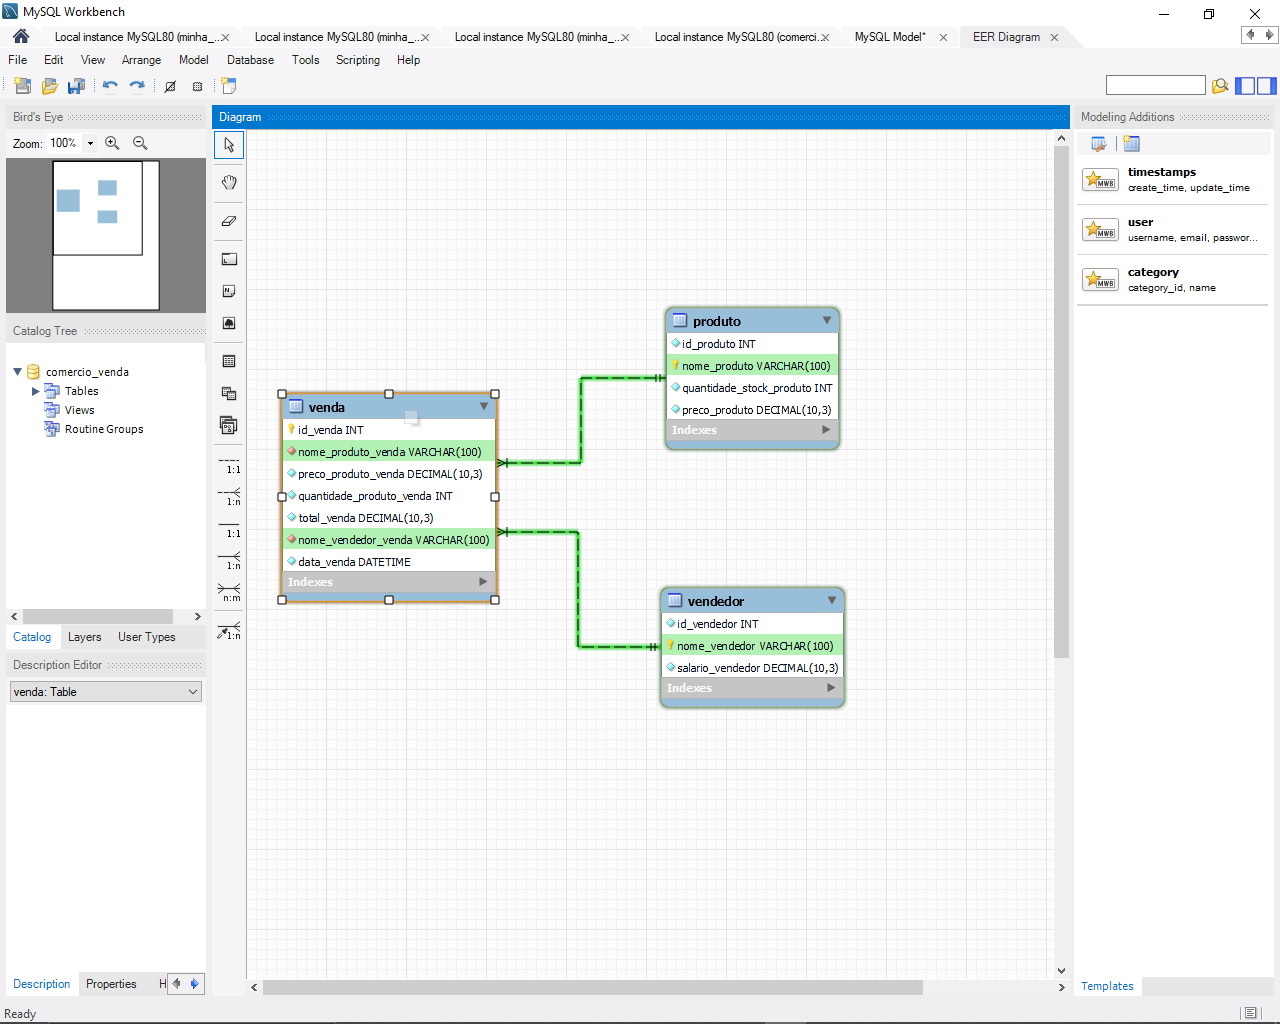 MySQL Workbench
Local instance MySQL80 (minha_...
Local instance MySQL80 (minha_...
Local instance MySQL80 (minha_...
Local instance MySQL80 (comerci...
MySQL Model*
EER Diagram
File Edit View Arrange Model Database Tools Scripting Help
Bird's Eye
Zoom: 100%
Catalog Tree
comercio_venda
Tables
Views
Routine Groups
Catalog Layers User Types
Description Editor
venda: Table
Description Properties H
Ready
Diagram
1:1
1:n
1:1
1:n
n:m
1:n
venda
id_venda INT
nome_produto_venda VARCHAR(100)
preco_produto_venda DECIMAL(10,3)
quantidade_produto_venda INT
total_venda DECIMAL(10,3)
nome_vendedor_venda VARCHAR(100)
data_venda DATETIME
Indexes
produto
id_produto INT
nome_produto VARCHAR(100)
quantidade_stock_produto INT
preco_produto DECIMAL(10,3)
Indexes
vendedor
id_vendedor INT
nome_vendedor VARCHAR(100)
salario_vendedor DECIMAL(10,3)
Indexes
Modeling Additions
timestamps
create_time, update_time
user
username, email, passwor...
category
category_id, name
Templates